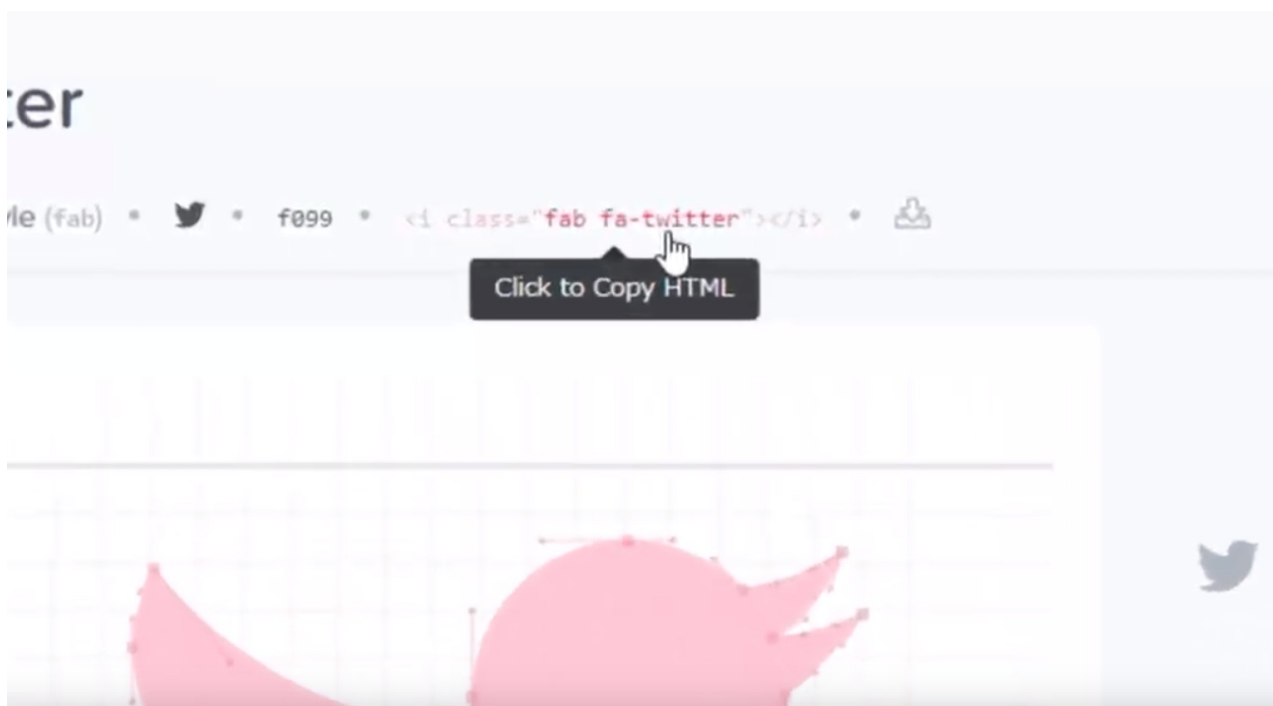 ter
yle (fab) • • f099 • <i class="fab fa-twitter"></i> •
Click to Copy HTML